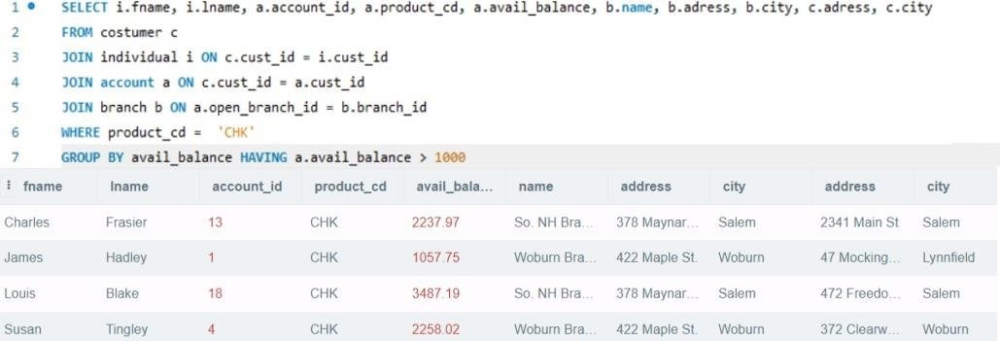 1 SELECT i.fname, i.lname, a.account_id, a.product_cd, a.avail_balance, b.name, b.adress, b.city, c.adress, c.city
2 FROM costumer c
3 JOIN individual i ON c.cust_id = i.cust_id
4 JOIN account a ON c.cust_id = a.cust_id
5 JOIN branch b ON a.open_branch_id = b.branch_id
6 WHERE product_cd = 'CHK'
7 GROUP BY avail_balance HAVING a.avail_balance > 1000
fname lname account_id product_cd avail_bala... name address city address city
Charles Frasier 13 CHK 2237.97 So. NH Bra... 378 Maynar... Salem 2341 Main St Salem
James Hadley 1 CHK 1057.75 Woburn Bra... 422 Maple St. Woburn 47 Mocking... Lynnfield
Louis Blake 18 CHK 3487.19 So. NH Bra... 378 Maynar... Salem 472 Freedo... Salem
Susan Tingley 4 CHK 2258.02 Woburn Bra... 422 Maple St. Woburn 372 Clearw... Woburn